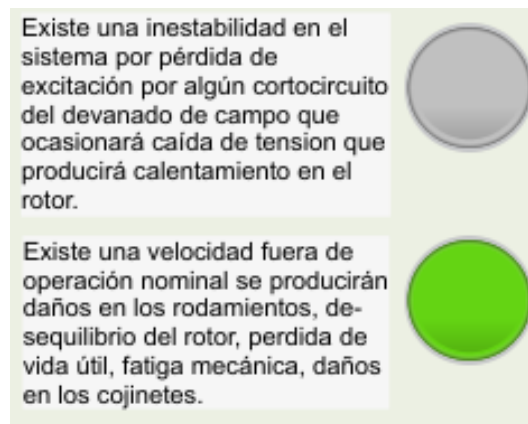 Existe una inestabilidad en el
sistema por pérdida de
excitación por algún cortocircuito
del devanado de campo que
ocasionará caída de tension que
producirá calentamiento en el
rotor.
Existe una velocidad fuera de
operación nominal se producirán
daños en los rodamientos, de-
sequilibrio del rotor, perdida de
vida útil, fatiga mecánica, daños
en los cojinetes.